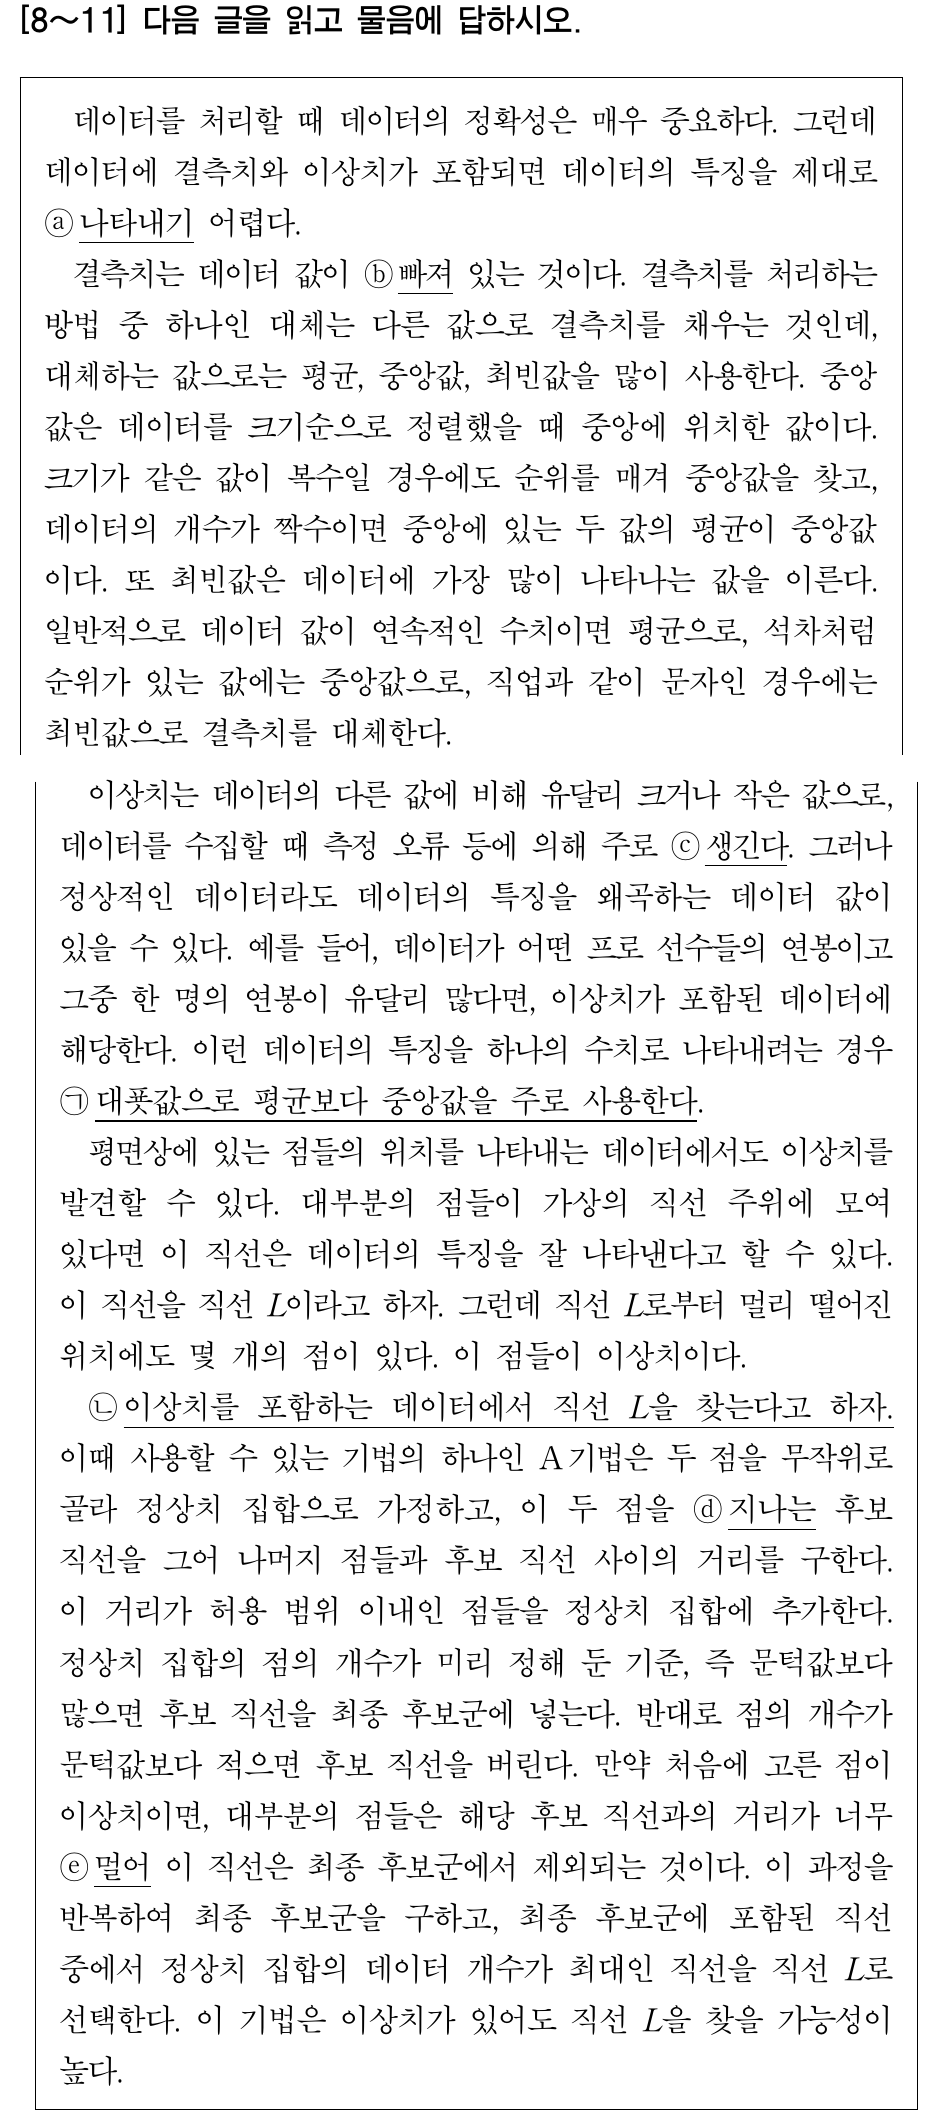 [8～11] 다음 글을 읽고 물음에 답하시오.
데이터를 처리할 때 데이터의 정확성은 매우 중요하다. 그런데
데이터에 결측치와 이상치가 포함되면 데이터의 특징을 제대로
ⓐ나타내기 어렵다.
결측치는 데이터 값이 ⓑ빠져 있는 것이다. 결측치를 처리하는
방법 중 하나인 대체는 다른 값으로 결측치를 채우는 것인데,
대체하는 값으로는 평균, 중앙값, 최빈값을 많이 사용한다. 중앙
값은 데이터를 크기순으로 정렬했을 때 중앙에 위치한 값이다.
크기가 같은 값이 복수일 경우에도 순위를 매겨 중앙값을 찾고,
데이터의 개수가 짝수이면 중앙에 있는 두 값의 평균이 중앙값
이다. 또 최빈값은 데이터에 가장 많이 나타나는 값을 이른다.
일반적으로 데이터 값이 연속적인 수치이면 평균으로, 석차처럼
순위가 있는 값에는 중앙값으로, 직업과 같이 문자인 경우에는
최빈값으로 결측치를 대체한다.
이상치는 데이터의 다른 값에 비해 유달리 크거나 작은 값으로,
데이터를 수집할 때 측정 오류 등에 의해 주로 ⓒ생긴다. 그러나
정상적인 데이터라도 데이터의 특징을 왜곡하는 데이터 값이
있을 수 있다. 예를 들어, 데이터가 어떤 프로 선수들의 연봉이고
그중 한 명의 연봉이 유달리 많다면, 이상치가 포함된 데이터에
해당한다. 이런 데이터의 특징을 하나의 수치로 나타내려는 경우
㉠대푯값으로 평균보다 중앙값을 주로 사용한다.
평면상에 있는 점들의 위치를 나타내는 데이터에서도 이상치를
발견할 수 있다. 대부분의 점들이 가상의 직선 주위에 모여
있다면 이 직선은 데이터의 특징을 잘 나타낸다고 할 수 있다.
이 직선을 직선 L이라고 하자. 그런데 직선 L로부터 멀리 떨어진
위치에도 몇 개의 점이 있다. 이 점들이 이상치이다.
㉡이상치를 포함하는 데이터에서 직선 L을 찾는다고 하자.
이때 사용할 수 있는 기법의 하나인 A기법은 두 점을 무작위로
골라 정상치 집합으로 가정하고, 이 두 점을 ⓓ지나는 후보
직선을 그어 나머지 점들과 후보 직선 사이의 거리를 구한다.
이 거리가 허용 범위 이내인 점들을 정상치 집합에 추가한다.
정상치 집합의 점의 개수가 미리 정해 둔 기준, 즉 문턱값보다
많으면 후보 직선을 최종 후보군에 넣는다. 반대로 점의 개수가
문턱값보다 적으면 후보 직선을 버린다. 만약 처음에 고른 점이
이상치이면, 대부분의 점들은 해당 후보 직선과의 거리가 너무
ⓔ멀어 이 직선은 최종 후보군에서 제외되는 것이다. 이 과정을
반복하여 최종 후보군을 구하고, 최종 후보군에 포함된 직선
중에서 정상치 집합의 데이터 개수가 최대인 직선을 직선 L로
선택한다. 이 기법은 이상치가 있어도 직선 L을 찾을 가능성이
높다.